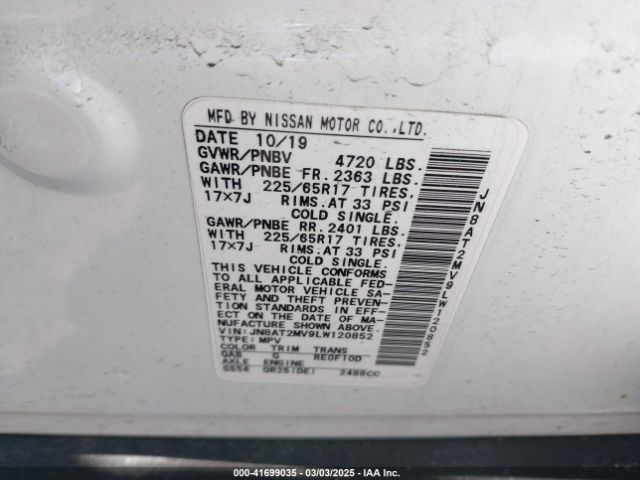 MFD BY NISSAN MOTOR CO.,LTD.
DATE 10/19
GVWR/PNBV 4720 LBS.
GAWR/PNBE FR. 2363 LBS.
WITH 225/65R17 TIRES.
17×7J RIMS. AT 33 PSI
COLD SINGLE.
GAWR/PNBE RR. 2401 LBS.
WITH 225/65R17 TIRES.
17×7J RIMS. AT 33 PSI
COLD SINGLE.
THIS VEHICLE CONFORMS
TO ALL APPLICABLE FED-
ERAL MOTOR VEHICLE SA-
FETY AND THEFT PREVEN-
TION STANDARDS IN EFF-
ECT ON THE DATE OF MA-
NUFACTURE SHOWN ABOVE.
VIN: JN8AT2MV9LW120852
TYPE: MPV
COLOR TRIM TRANS
QAB G RE0F10D
AXLE ENGINE
GS58 QR25(DE) 2488CC
JN8AT2MV9LW120852
000-41699035 — 03/03/2025 — IAA Inc.